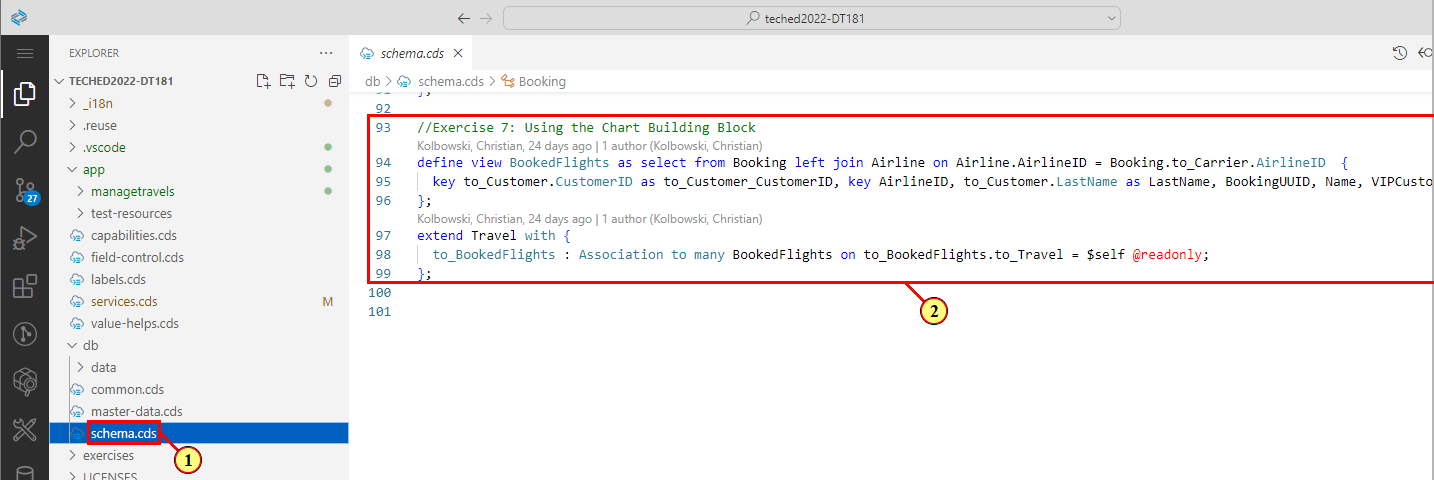 teched2022-DT181
EXPLORER
TECHED2022-DT181
_i18n
.reuse
.vscode
app
managetravels
test-resources
capabilities.cds
field-control.cds
labels.cds
services.cds M
value-helps.cds
db
data
common.cds
master-data.cds
schema.cds
exercises
LICENSES
27
1
schema.cds
db > schema.cds > Booking
91 };
92
93 //Exercise 7: Using the Chart Building Block
Kolbowski, Christian, 24 days ago | 1 author (Kolbowski, Christian)
94 define view BookedFlights as select from Booking left join Airline on Airline.AirlineID = Booking.to_Carrier.AirlineID {
95 key to_Customer.CustomerID as to_Customer_CustomerID, key AirlineID, to_Customer.LastName as LastName, BookingUUID, Name, VIPCusto
96 };
Kolbowski, Christian, 24 days ago | 1 author (Kolbowski, Christian)
97 extend Travel with {
98 to_BookedFlights : Association to many BookedFlights on to_BookedFlights.to_Travel = $self @readonly;
99 };
100
101
2